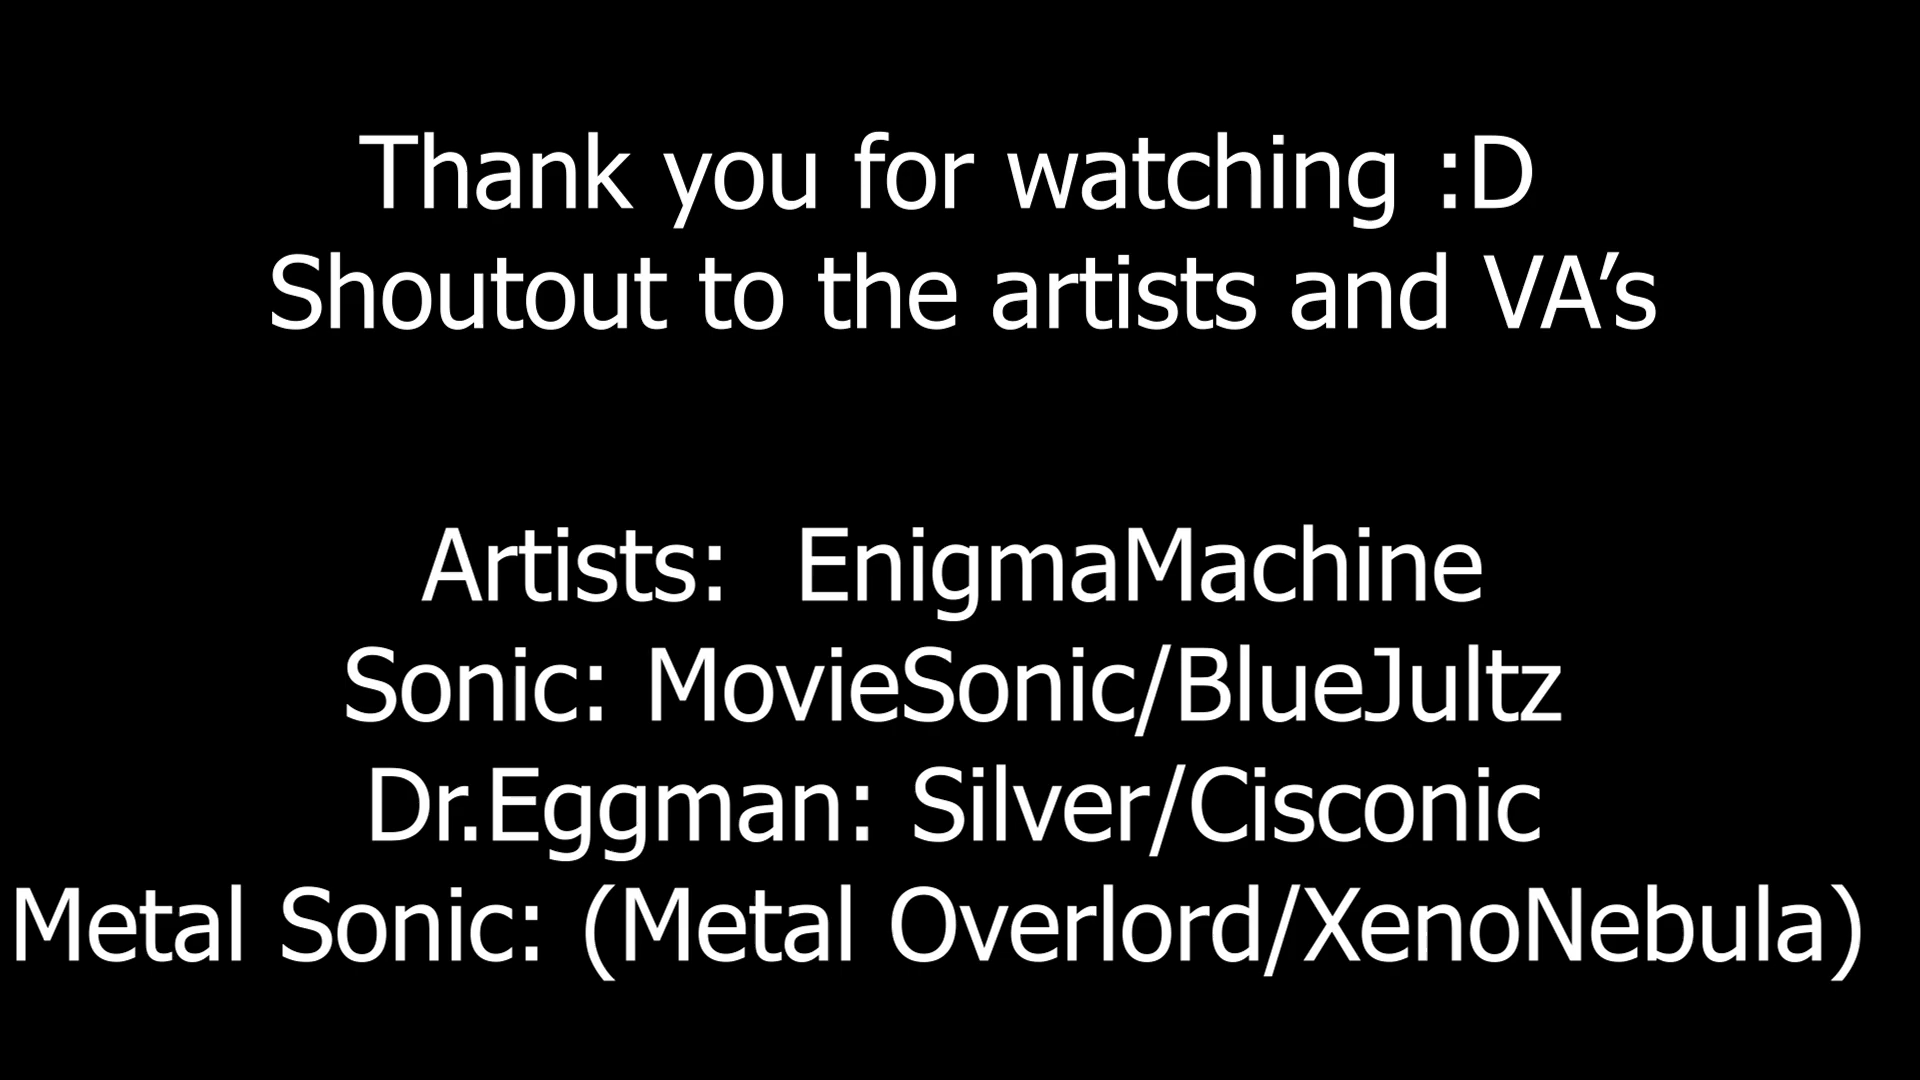 Thank you for watching :D
Shoutout to the artists and VA’s
Artists:  EnigmaMachine
Sonic: MovieSonic/BlueJultz
Dr.Eggman: Silver/Cisconic
Metal Sonic: (Metal Overlord/XenoNebula)